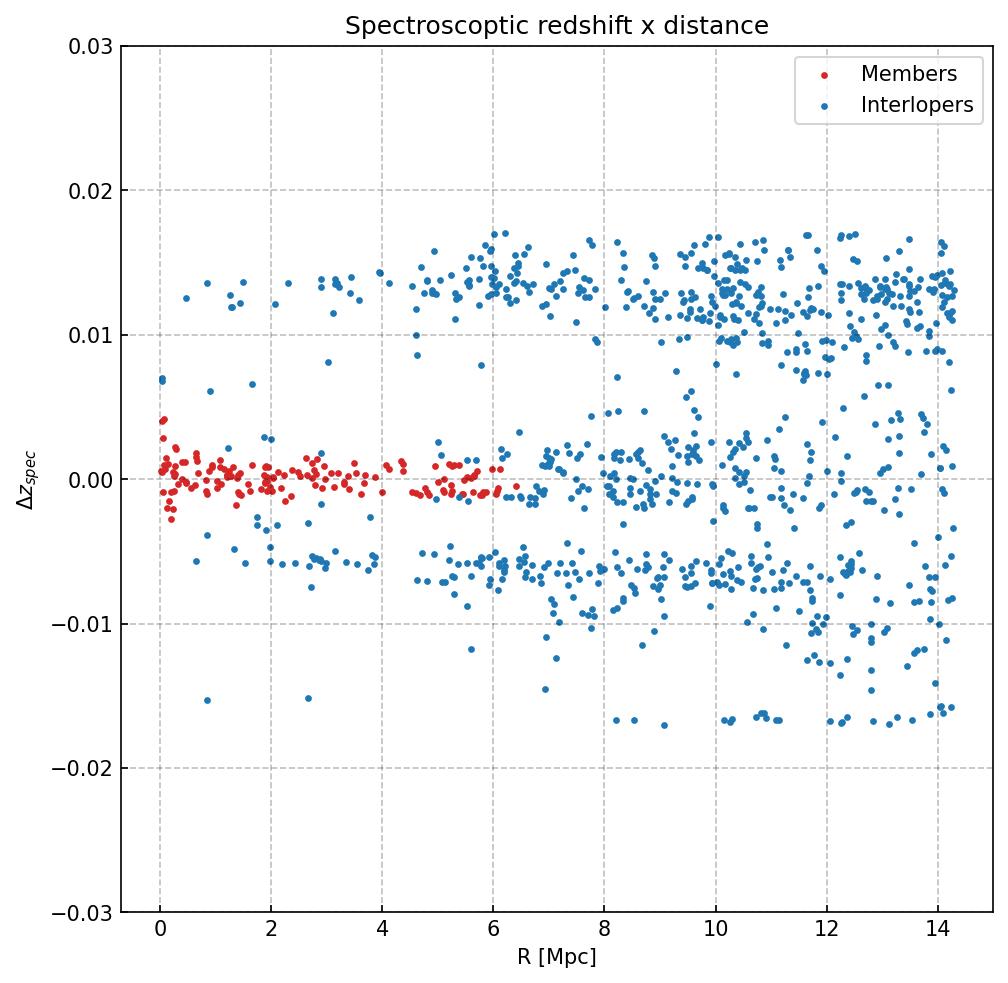 Spectroscoptic redshift x distance
Members
Interlopers
0.03
0.02
0.01
0.00
−0.01
−0.02
−0.03
Δz_spec
0 2 4 6 8 10 12 14
R [Mpc]